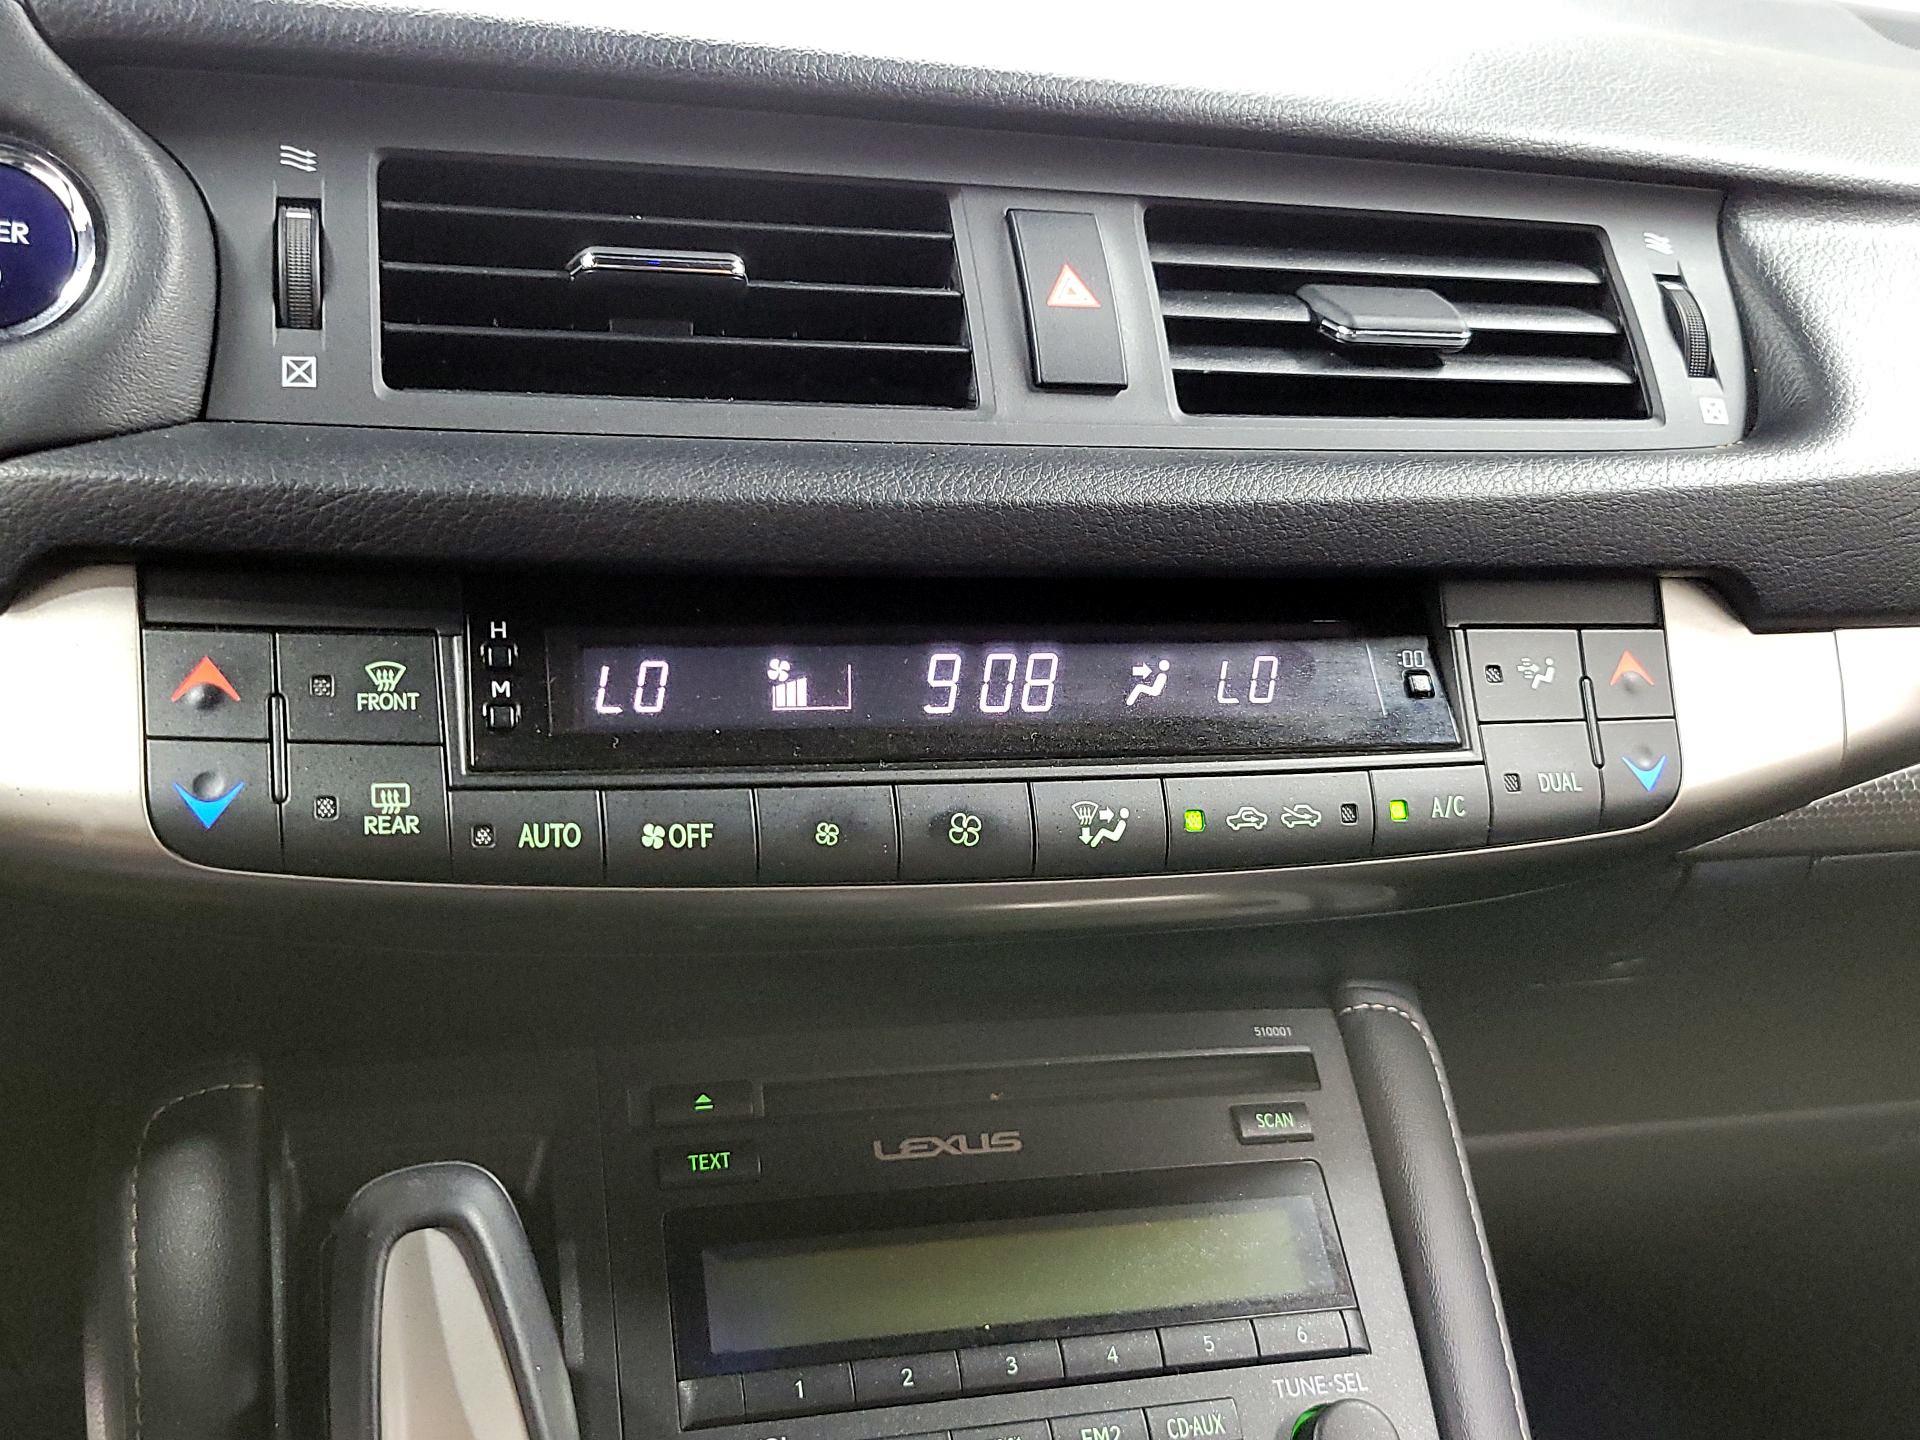 ER
H
M
LO
908
LO
:00
FRONT
REAR
AUTO
OFF
A/C
DUAL
510001
TEXT
LEXUS
SCAN
1 2 3 4 5 6
TUNE·SEL
FM2
CD·AUX